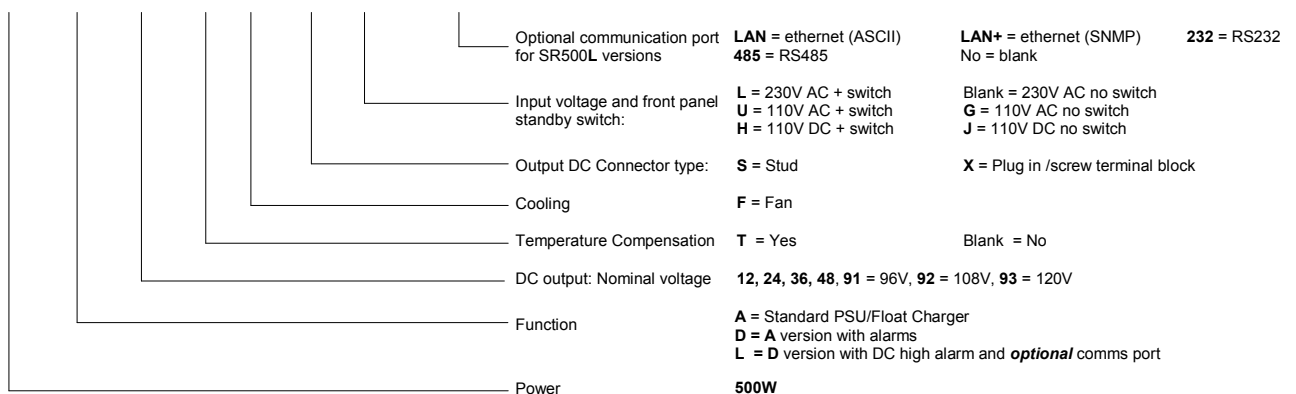 Optional communication port LAN = ethernet (ASCII) LAN+ = ethernet (SNMP) 232 = RS232
for SR500L versions 485 = RS485 No = blank
Input voltage and front panel
standby switch:
L = 230V AC + switch Blank = 230V AC no switch
U = 110V AC + switch G = 110V AC no switch
H = 110V DC + switch J = 110V DC no switch
Output DC Connector type: S = Stud X = Plug in /screw terminal block
Cooling F = Fan
Temperature Compensation T = Yes Blank = No
DC output: Nominal voltage 12, 24, 36, 48, 91 = 96V, 92 = 108V, 93 = 120V
Function
A = Standard PSU/Float Charger
D = A version with alarms
L = D version with DC high alarm and optional comms port
Power 500W